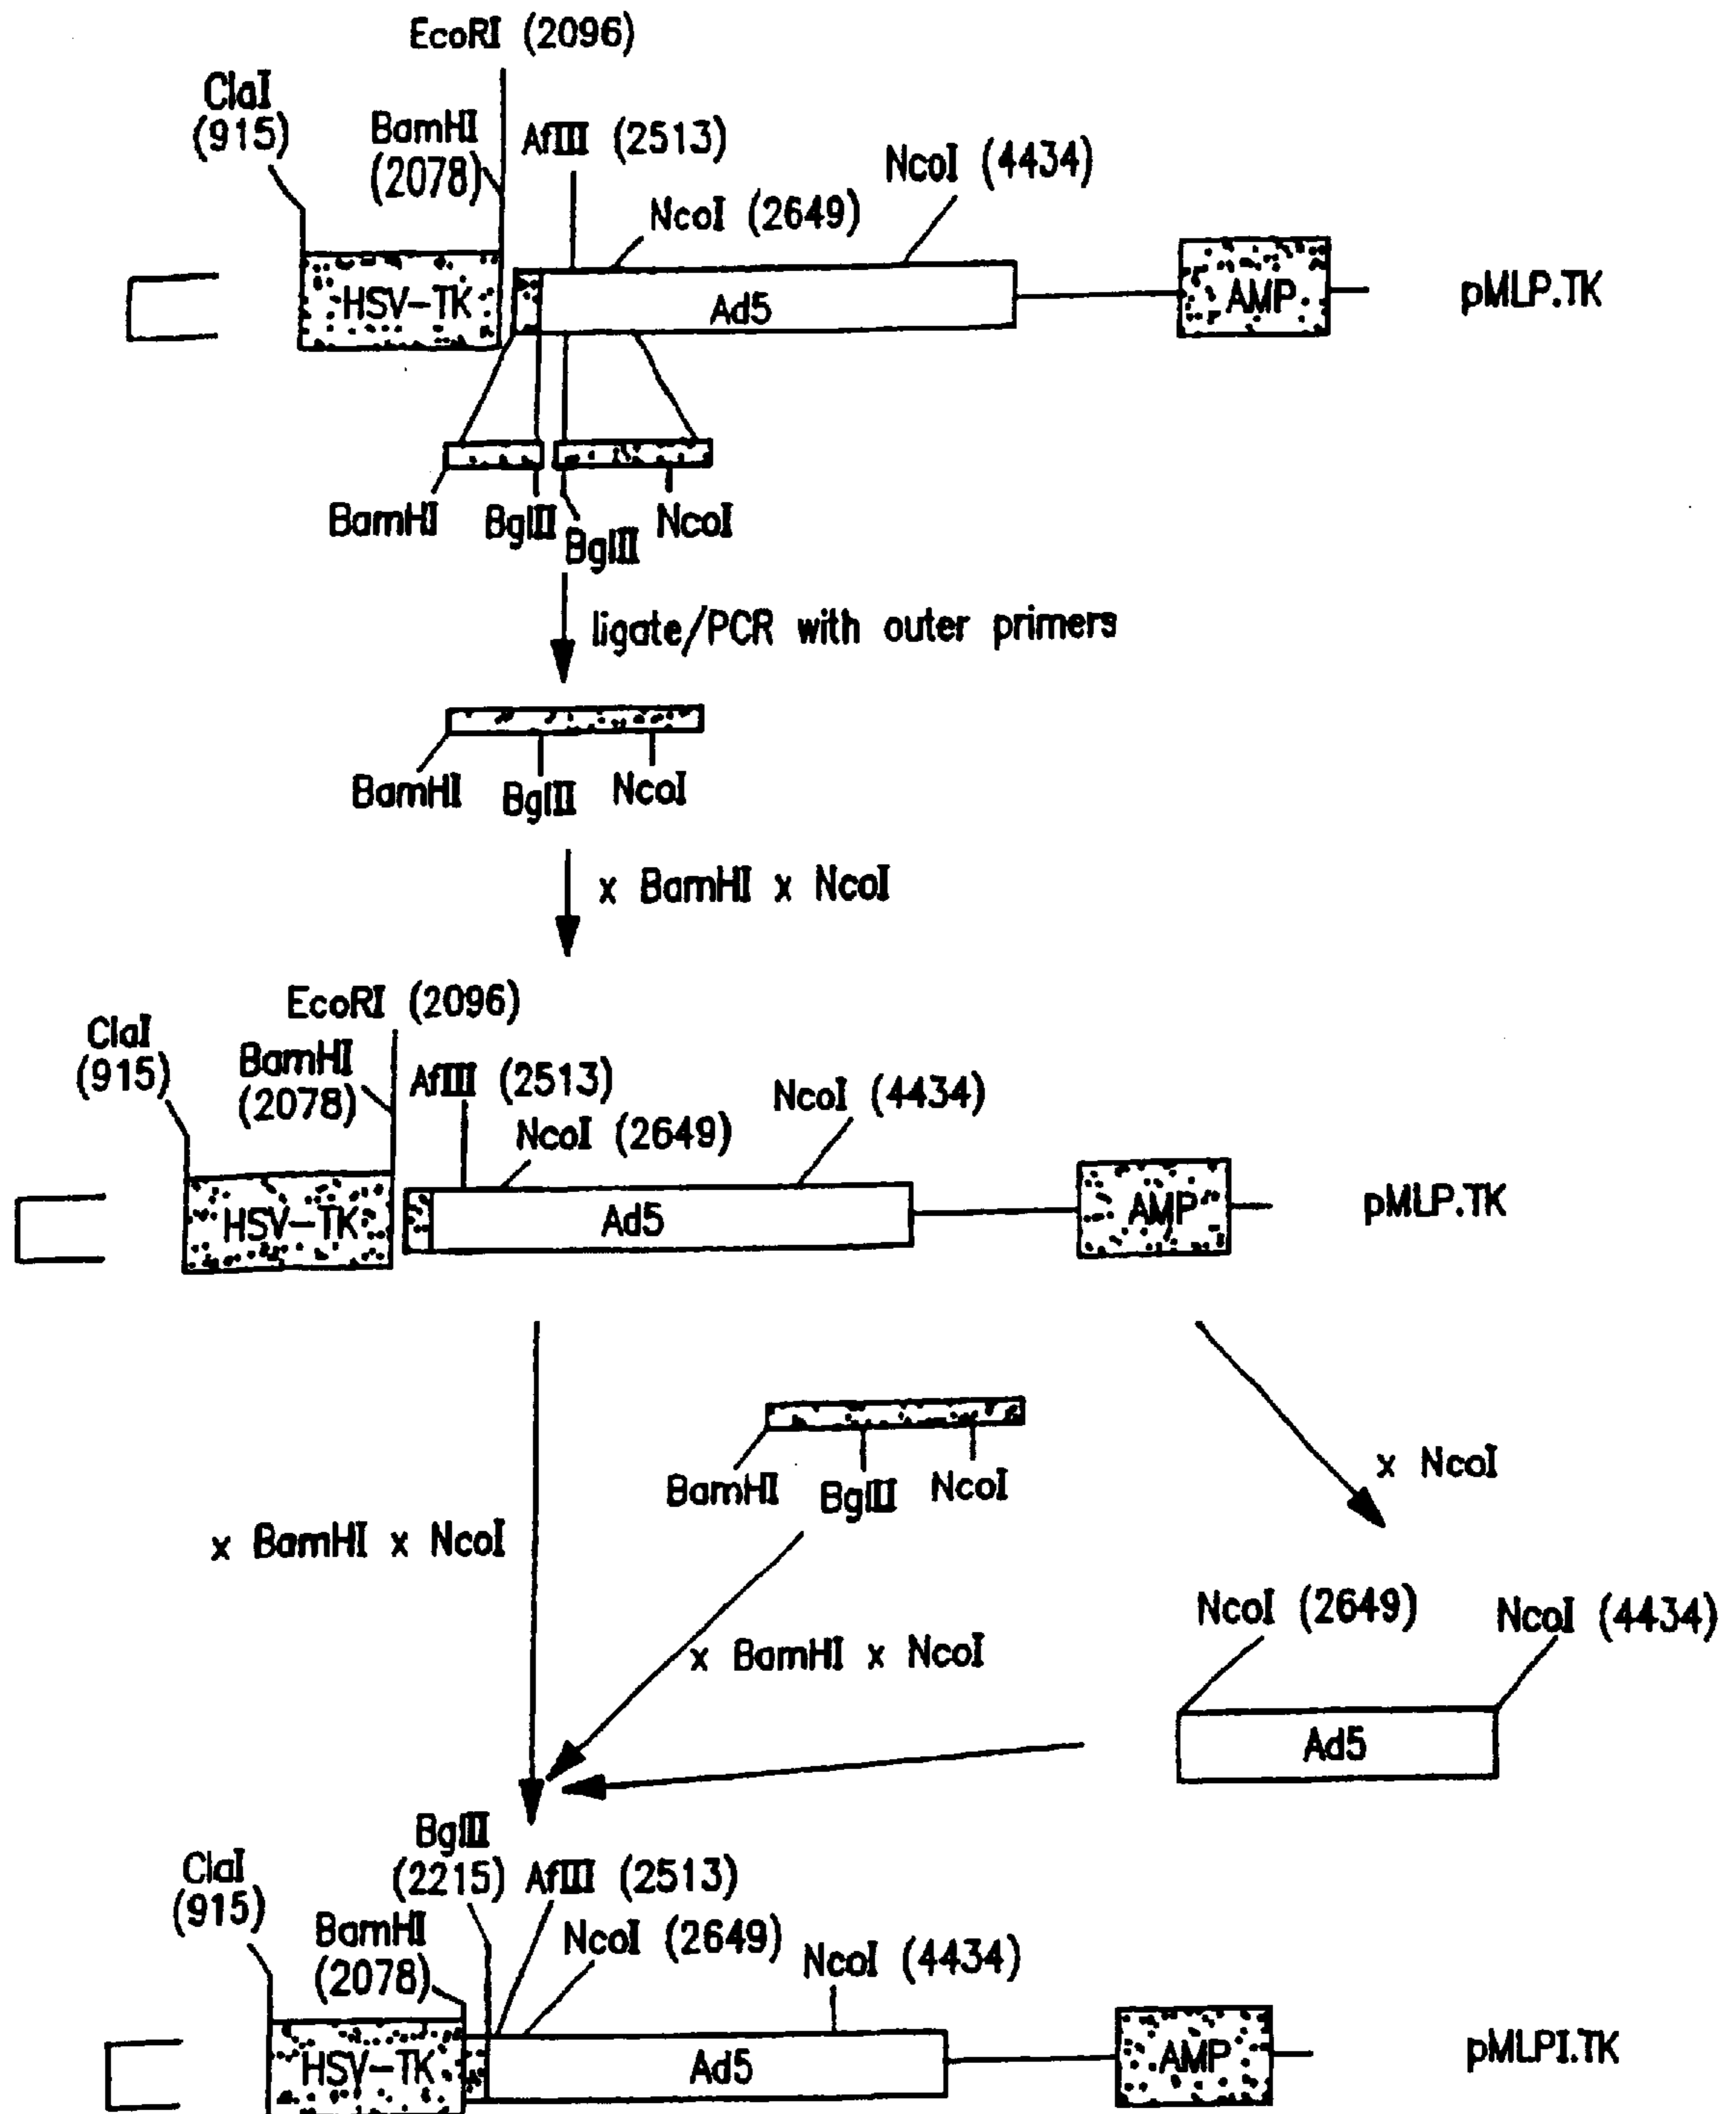 EcoRI (2096)
ClaI
(915)
BamHI
(2078)
AflII (2513)
NcoI (4434)
NcoI (2649)
HSV-TK
Ad5
AMP
pMLP.TK
BamHI
BglII
BglII
NcoI
ligate/PCR with outer primers
BamHI
BglII
NcoI
x BamHI x NcoI
EcoRI (2096)
ClaI
(915)
BamHI
(2078)
AflII (2513)
NcoI (4434)
NcoI (2649)
HSV-TK
Ad5
AMP
pMLP.TK
BamHI
BglII
NcoI
x NcoI
x BamHI x NcoI
x BamHI x NcoI
NcoI (2649)
NcoI (4434)
Ad5
BglII
(2215)
AflII (2513)
ClaI
(915)
BamHI
(2078)
NcoI (2649)
NcoI (4434)
HSV-TK
Ad5
AMP
pMLPI.TK